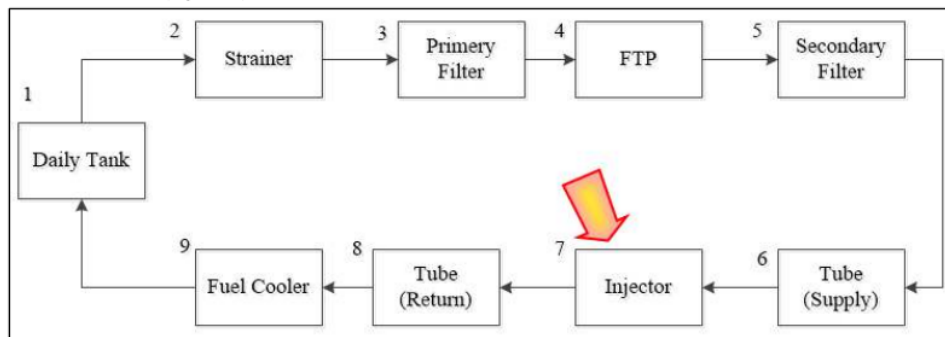 2
Strainer
3
Primery
Filter
4
FTP
5
Secondary
Filter
1
Daily Tank
9
Fuel Cooler
8
Tube
(Return)
7
Injector
6
Tube
(Supply)